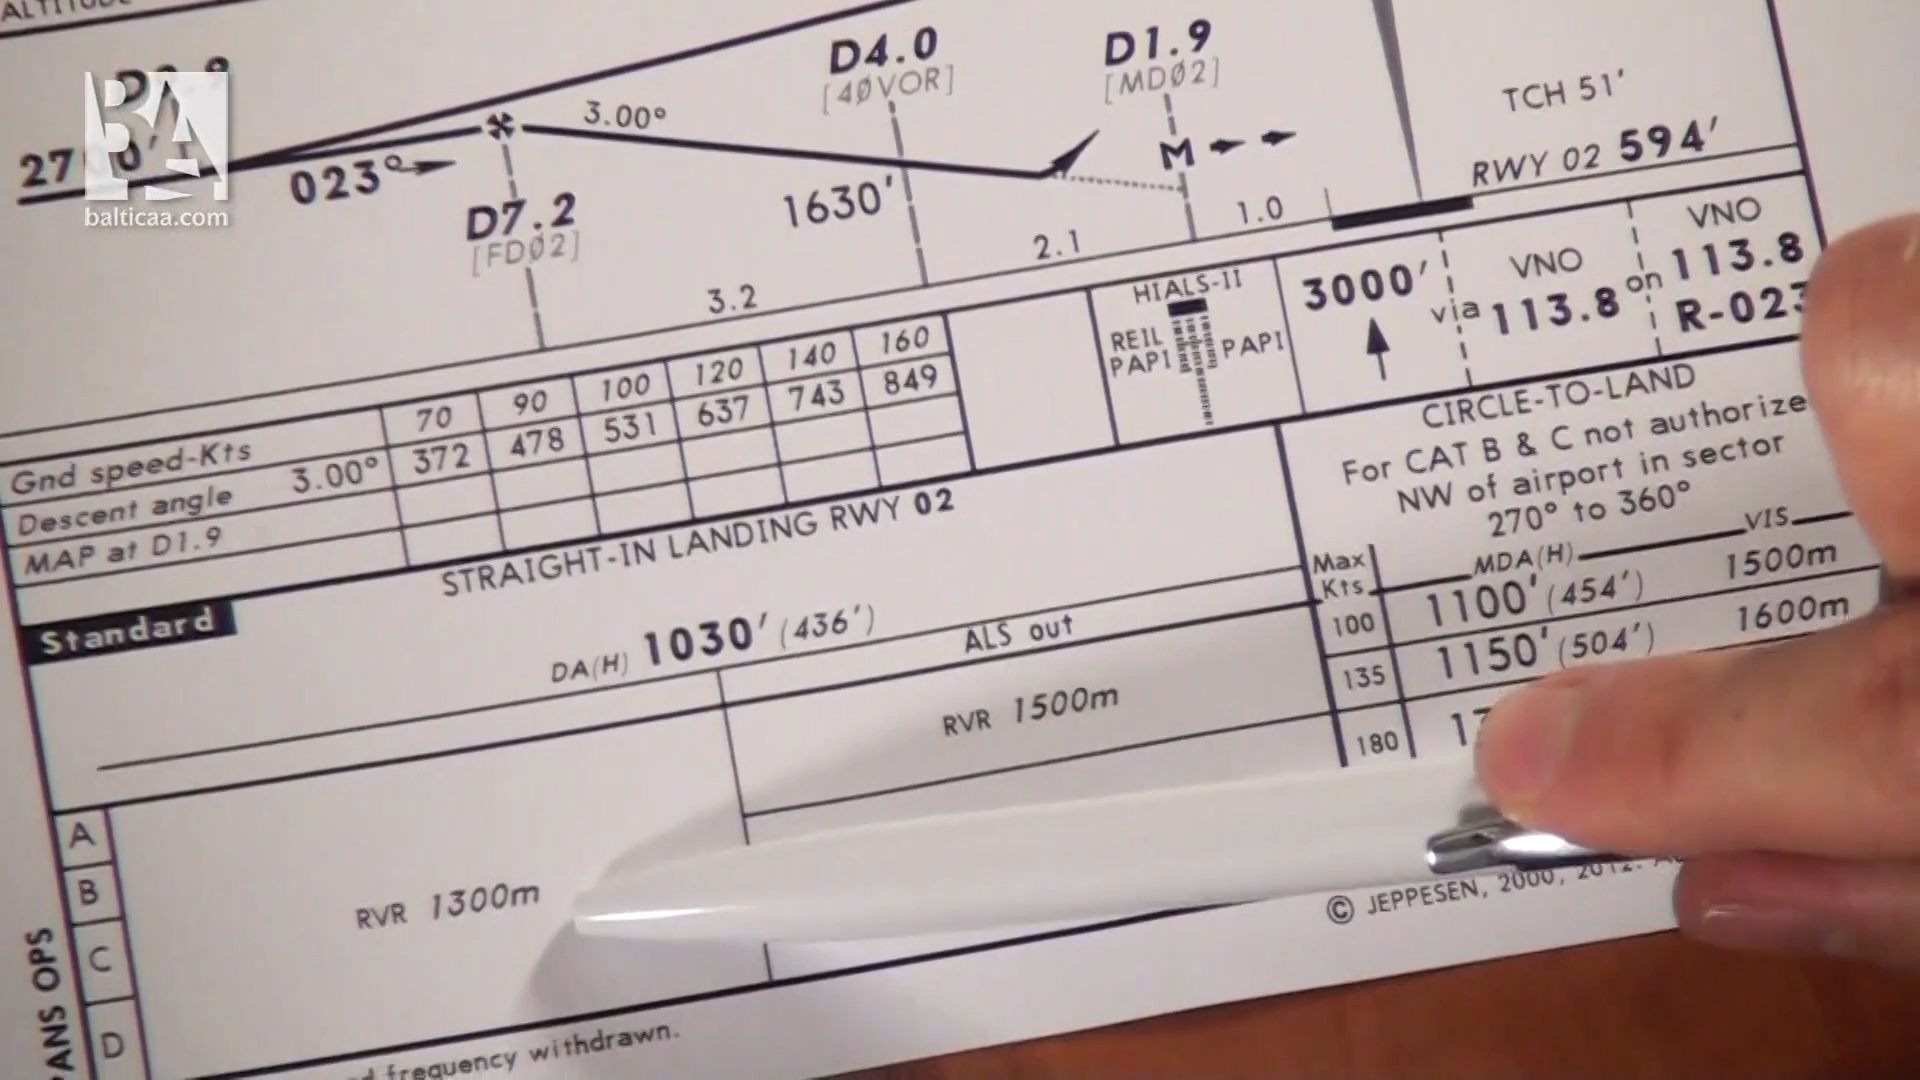 ALTITUDE
BA
balticaa.com
D4.0
[4ØVOR]
D1.9
[MDØ2]
TCH 51'
3.00°
023°
M
RWY 02 594'
D7.2
[FDØ2]
1630'
3.2
2.1
1.0
HIALS-II
REIL
PAPI
PAPI
3000'
via
VNO
113.8
on
VNO
113.8
R-023
Gnd speed-Kts 70 90 100 120 140 160
Descent angle 3.00° 372 478 531 637 743 849
MAP at D1.9
Standard
STRAIGHT-IN LANDING RWY 02
DA(H) 1030' (436')
ALS out
RVR 1500m
A
B
C
D
RVR 1300m
PANS OPS
CIRCLE-TO-LAND
For CAT B & C not authorize
NW of airport in sector
270° to 360°
Max
Kts
MDA(H) VIS
100 1100' (454') 1500m
135 1150' (504') 1600m
180
© JEPPESEN, 2000, 2012.
frequency withdrawn.